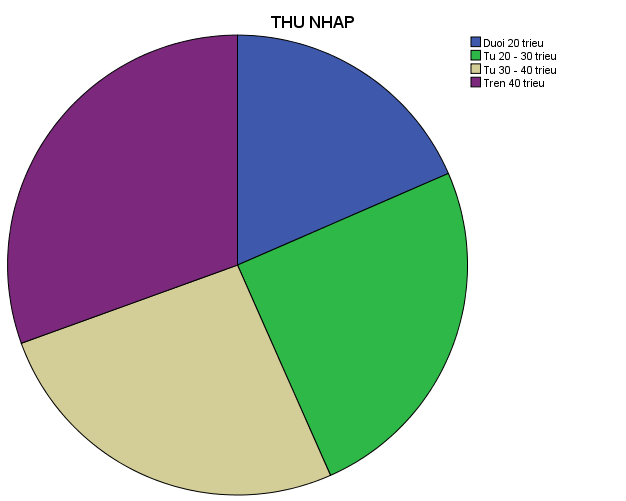 THU NHAP
Duoi 20 trieu
Tu 20 - 30 trieu
Tu 30 - 40 trieu
Tren 40 trieu